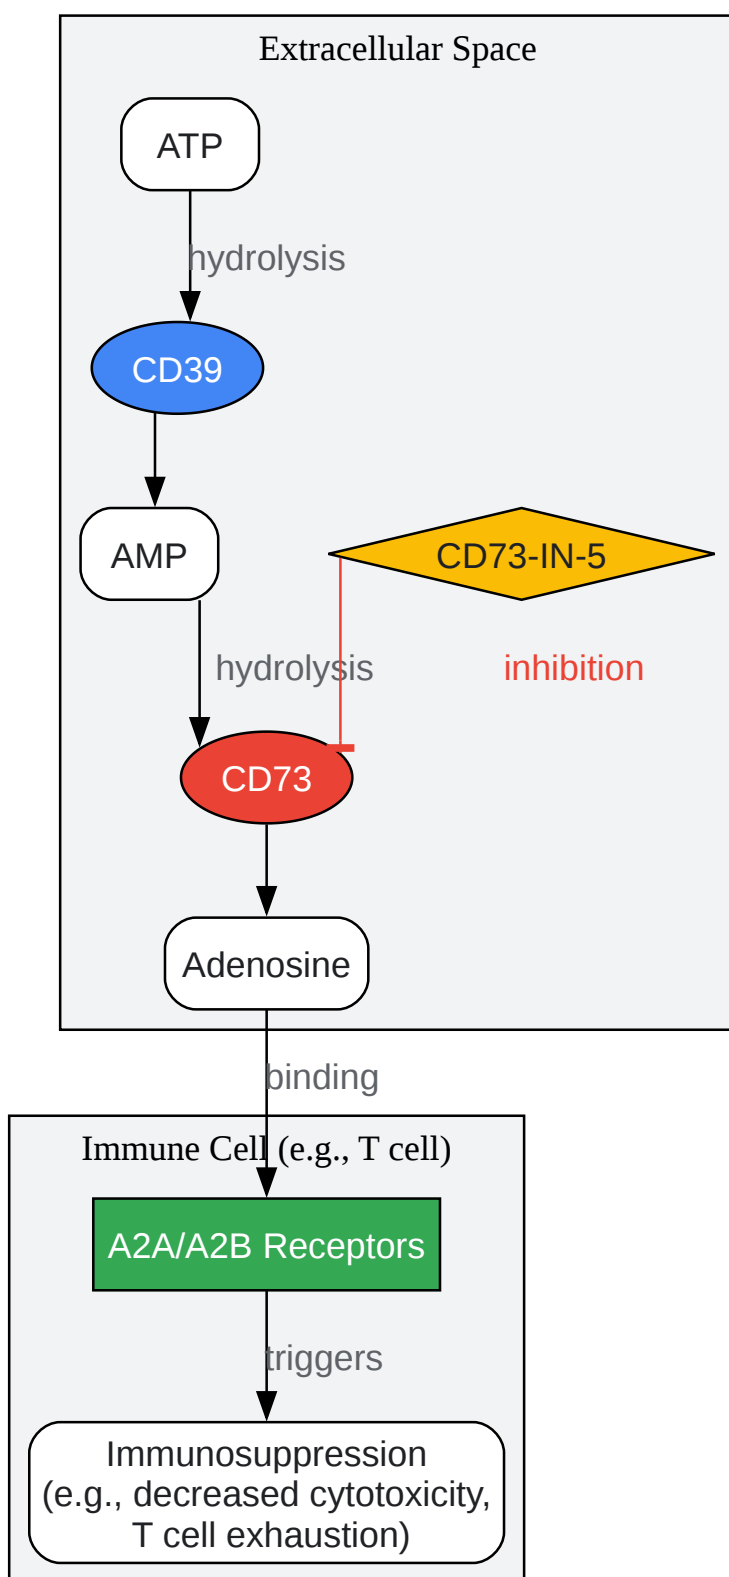 Extracellular Space
ATP
hydrolysis
CD39
AMP
CD73-IN-5
hydrolysis
inhibition
CD73
Adenosine
binding
Immune Cell (e.g., T cell)
A2A/A2B Receptors
triggers
Immunosuppression
(e.g., decreased cytotoxicity,
T cell exhaustion)